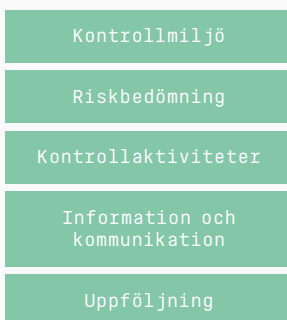 Kontrollmiljö
Riskbedömning
Kontrollaktiviteter
Information och
kommunikation
Uppföljning